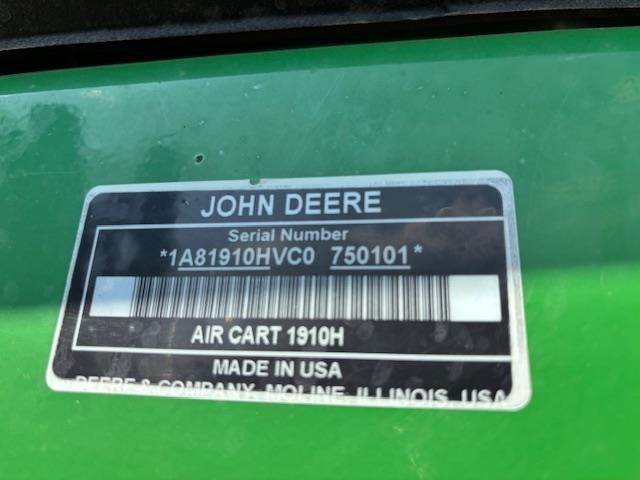 JOHN DEERE
Serial Number
*1A81910HVC0 750101*
AIR CART 1910H
MADE IN USA
DEERE & COMPANY, MOLINE, ILLINOIS, USA